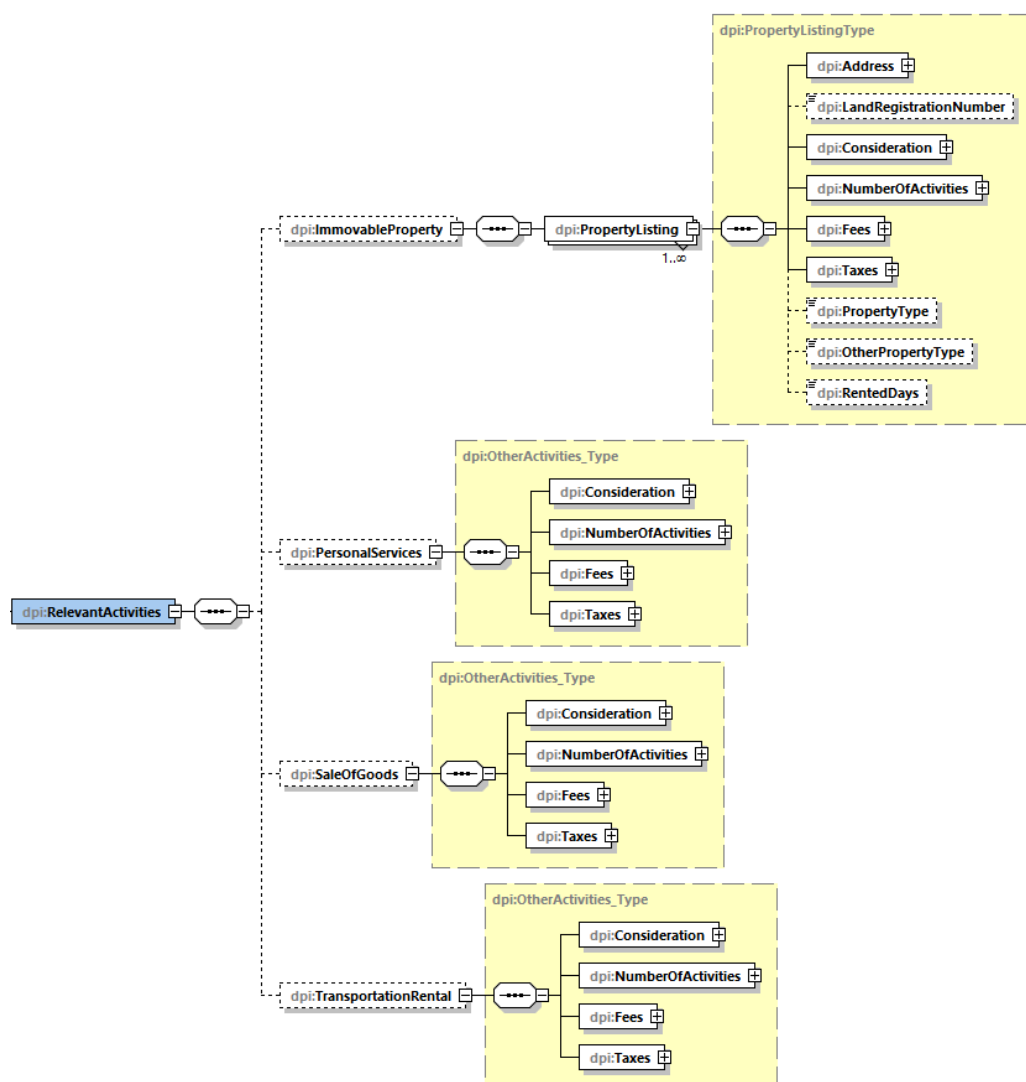 dpi:PropertyListingType
dpi:Address
dpi:LandRegistrationNumber
dpi:Consideration
dpi:NumberOfActivities
dpi:ImmovableProperty
dpi:PropertyListing
1..∞
dpi:Fees
dpi:Taxes
dpi:PropertyType
dpi:OtherPropertyType
dpi:RentedDays
dpi:OtherActivities_Type
dpi:Consideration
dpi:NumberOfActivities
dpi:PersonalServices
dpi:Fees
dpi:Taxes
dpi:RelevantActivities
dpi:OtherActivities_Type
dpi:Consideration
dpi:NumberOfActivities
dpi:SaleOfGoods
dpi:Fees
dpi:Taxes
dpi:OtherActivities_Type
dpi:Consideration
dpi:NumberOfActivities
dpi:TransportationRental
dpi:Fees
dpi:Taxes